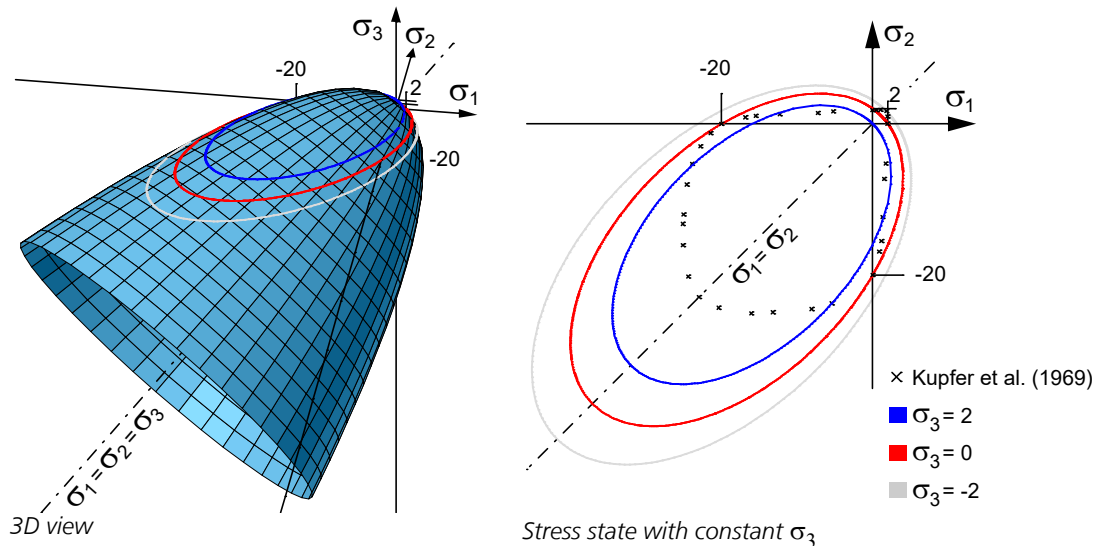 σ3
σ2
-20
2
σ1
-20
σ1=σ2=σ3
3D view
σ2
-20
2
σ1
σ1=σ2
-20
× Kupfer et al. (1969)
σ3= 2
σ3= 0
σ3= -2
Stress state with constant σ3